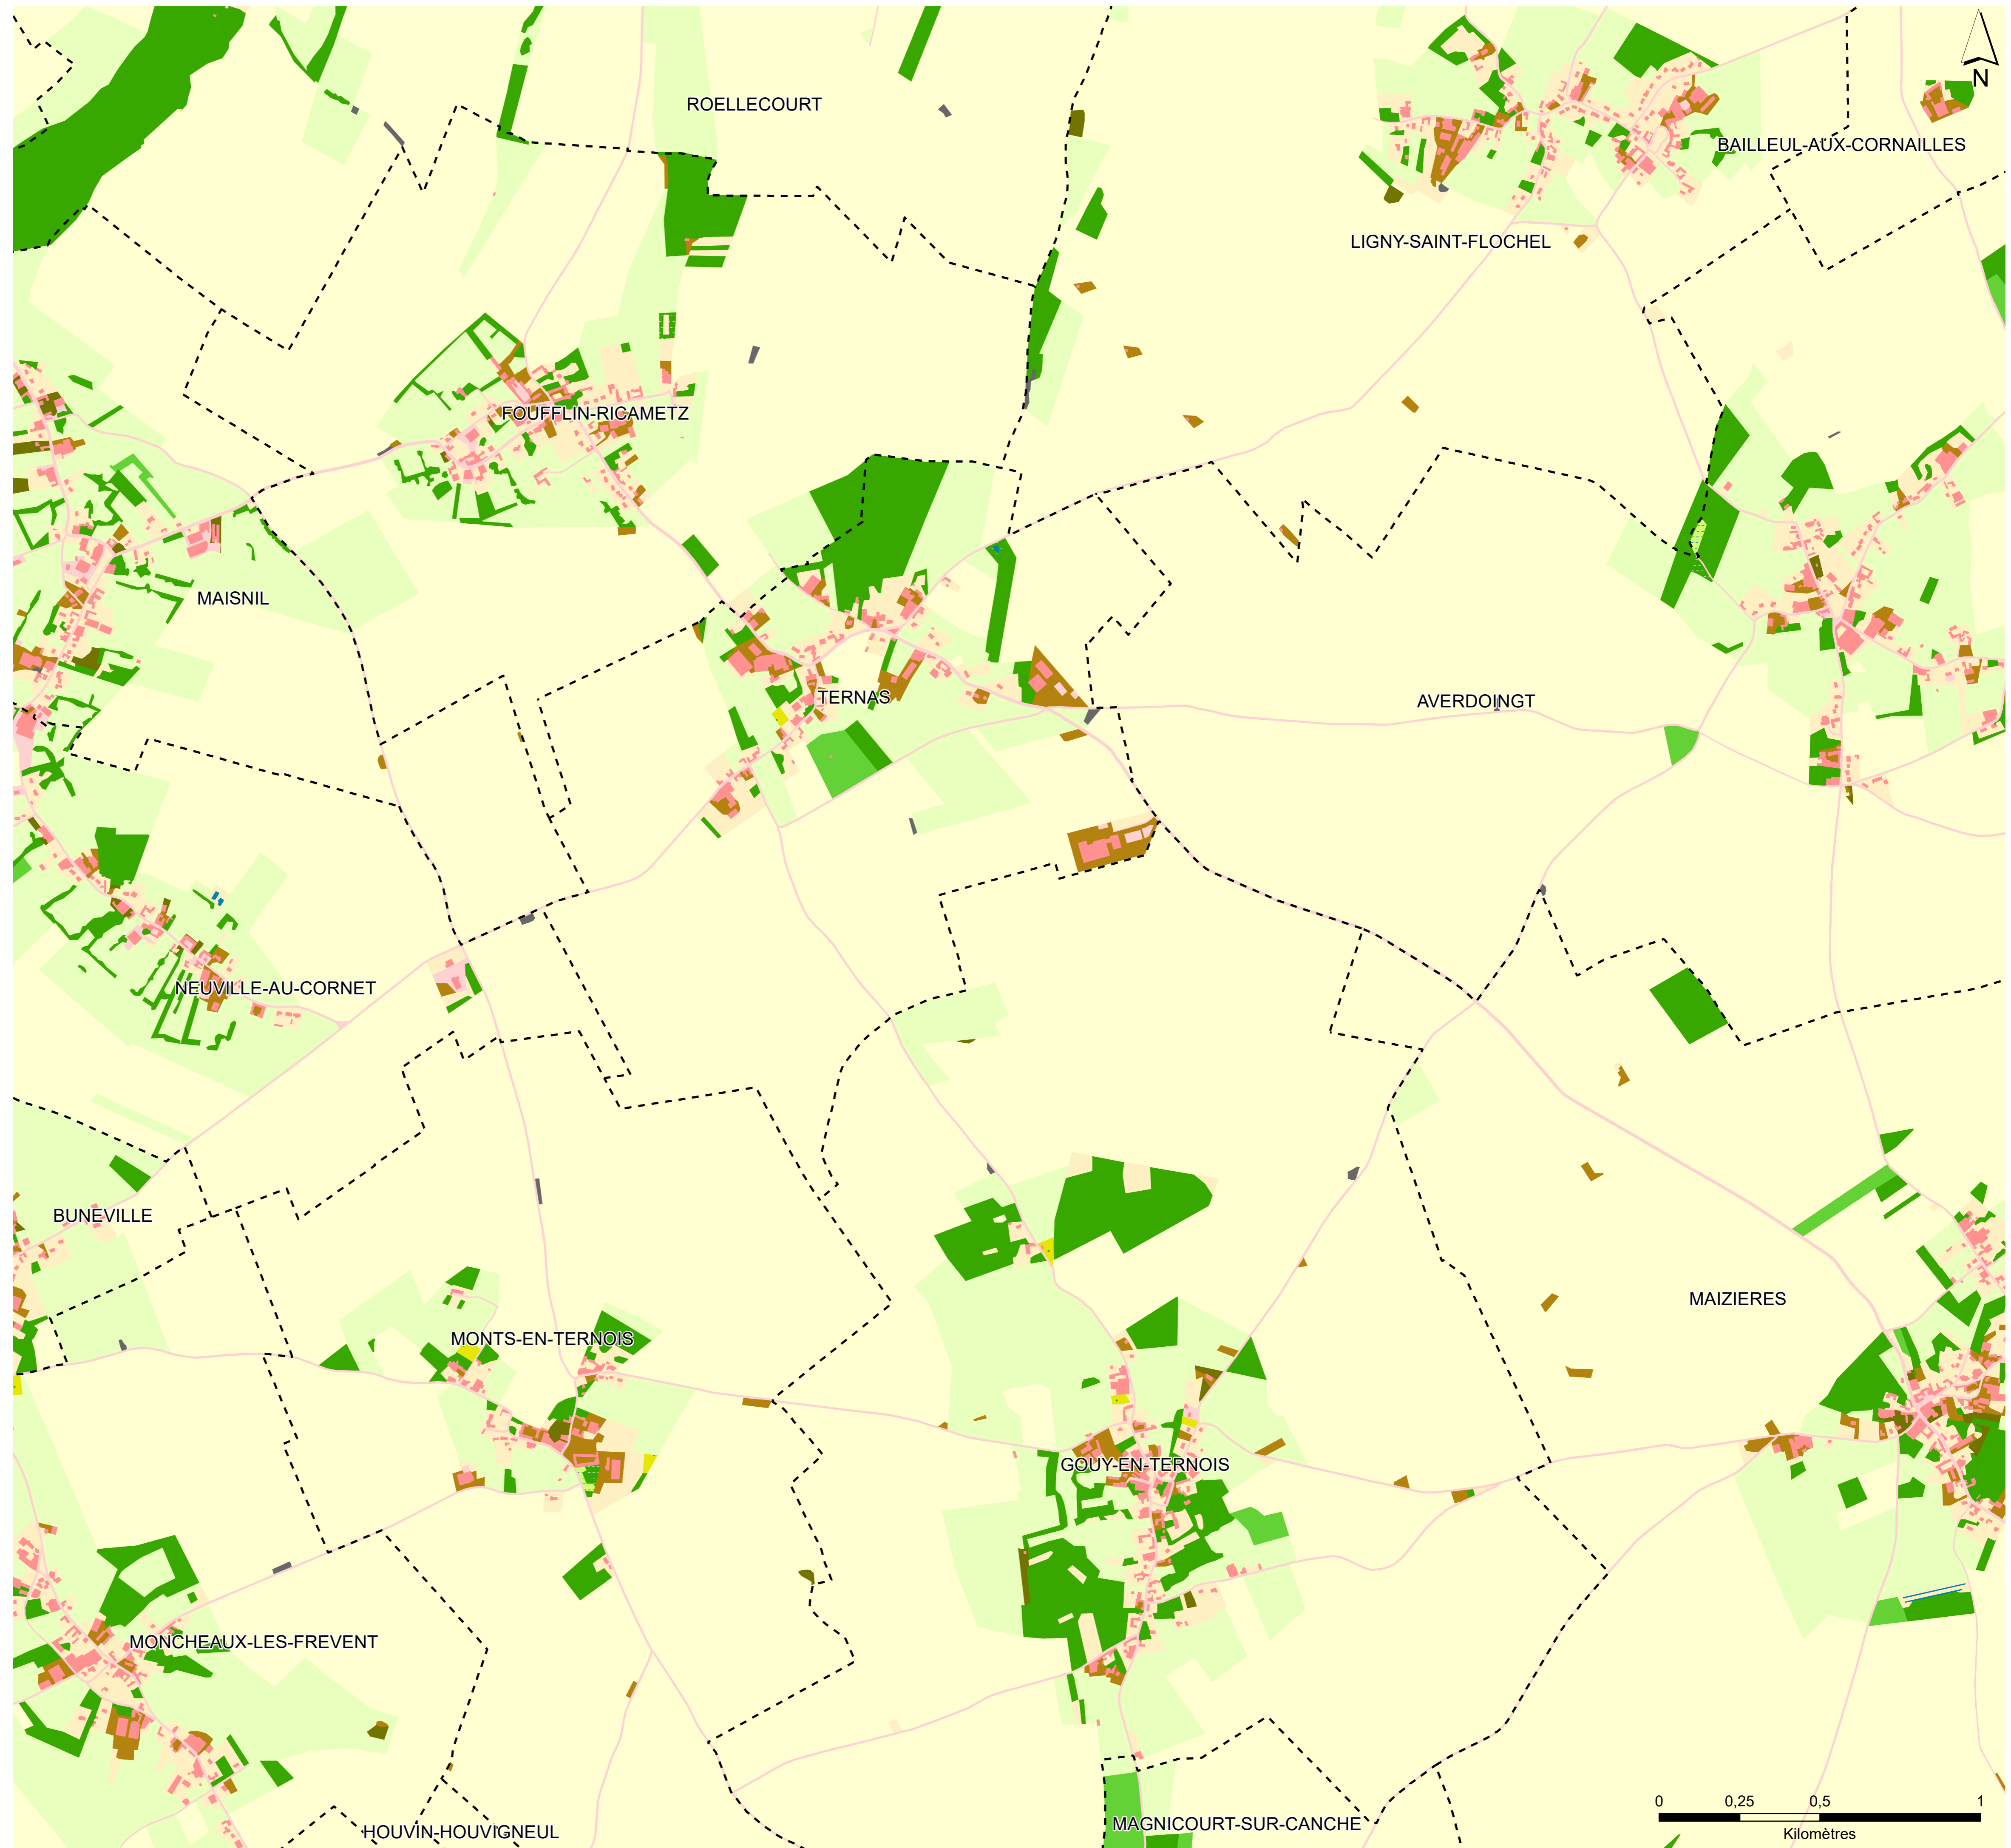 N
ROELLECOURT
BAILLEUL-AUX-CORNAILLES
LIGNY-SAINT-FLOCHEL
FOUFFLIN-RICAMETZ
MAISNIL
TERNAS
AVERDOINGT
NEUVILLE-AU-CORNET
BUNEVILLE
MAIZIERES
MONTS-EN-TERNOIS
GOUY-EN-TERNOIS
MONCHEAUX-LES-FREVENT
0 0,25 0,5 1
Kilomètres
MAGNICOURT-SUR-CANCHE
HOUVIN-HOUVIGNEUL